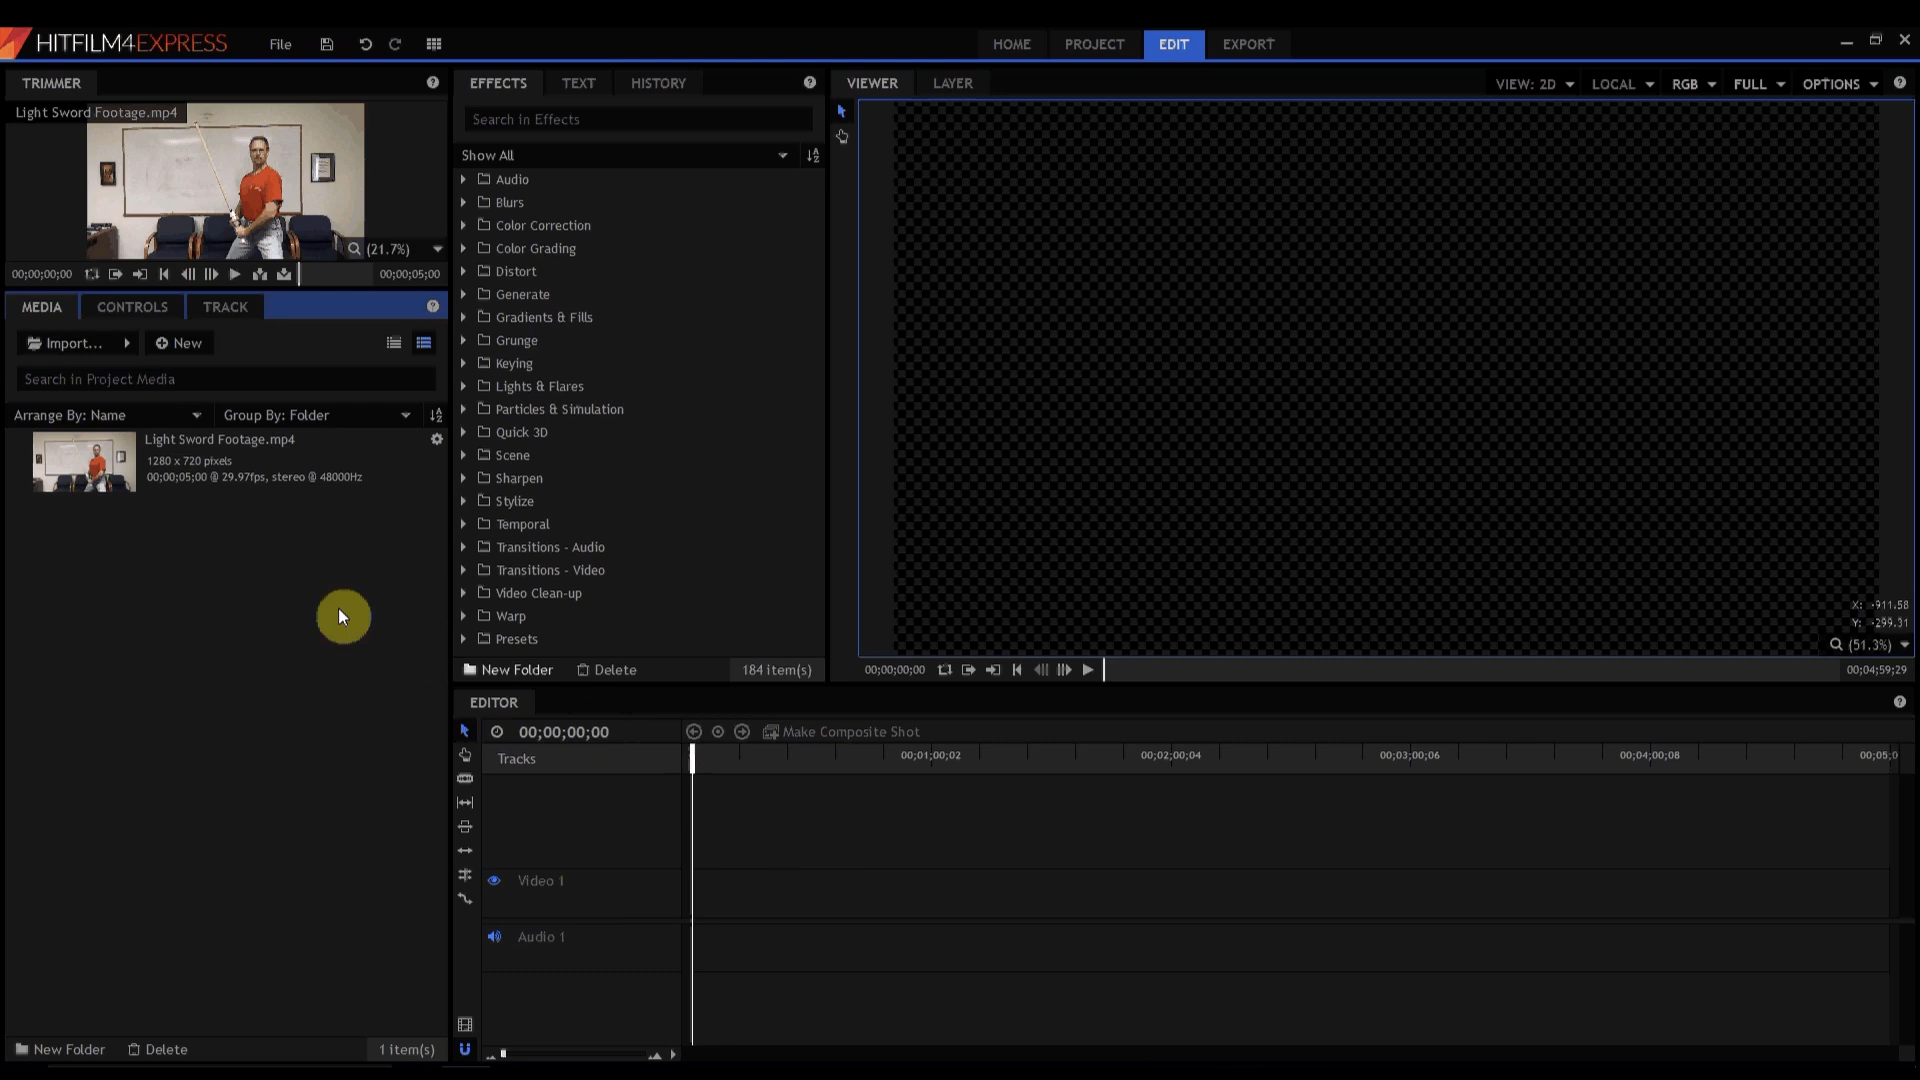 HITFILM4EXPRESS
File
HOME
PROJECT
EDIT
EXPORT
TRIMMER
Light Sword Footage.mp4
(21.7%)
00;00;00;00
00;00;05;00
MEDIA
CONTROLS
TRACK
Import...
New
Search in Project Media
Arrange By: Name
Group By: Folder
Light Sword Footage.mp4
1280 x 720 pixels
00;00;05;00 @ 29.97fps, stereo @ 48000Hz
New Folder
Delete
1 item(s)
EFFECTS
TEXT
HISTORY
Search in Effects
Show All
Audio
Blurs
Color Correction
Color Grading
Distort
Generate
Gradients & Fills
Grunge
Keying
Lights & Flares
Particles & Simulation
Quick 3D
Scene
Sharpen
Stylize
Temporal
Transitions - Audio
Transitions - Video
Video Clean-up
Warp
Presets
New Folder
Delete
184 item(s)
VIEWER
LAYER
VIEW: 2D
LOCAL
RGB
FULL
OPTIONS
X: -911.58
Y: -299.31
(51.3%)
00;00;00;00
00;04;59;29
EDITOR
00;00;00;00
Make Composite Shot
Tracks
00;01;00;02
00;02;00;04
00;03;00;06
00;04;00;08
00;05;0
Video 1
Audio 1